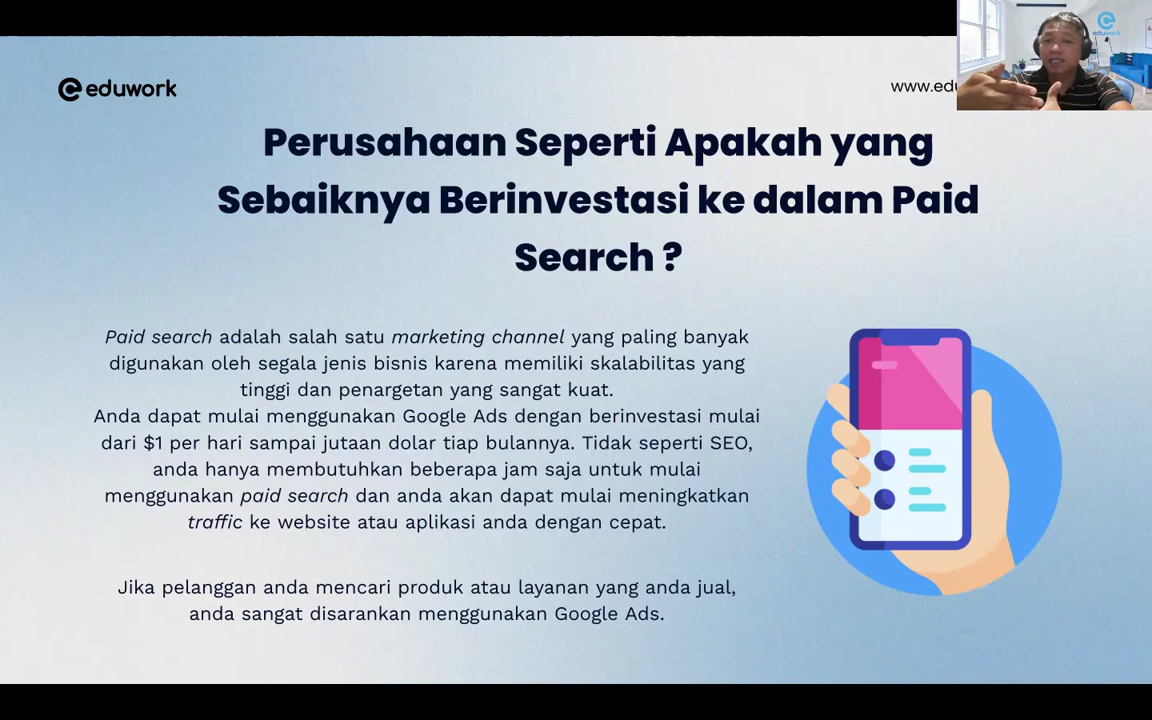 eduwork
www.edu
eduwork
Perusahaan Seperti Apakah yang
Sebaiknya Berinvestasi ke dalam Paid
Search ?
Paid search adalah salah satu marketing channel yang paling banyak
digunakan oleh segala jenis bisnis karena memiliki skalabilitas yang
tinggi dan penargetan yang sangat kuat.
Anda dapat mulai menggunakan Google Ads dengan berinvestasi mulai
dari $1 per hari sampai jutaan dolar tiap bulannya. Tidak seperti SEO,
anda hanya membutuhkan beberapa jam saja untuk mulai
menggunakan paid search dan anda akan dapat mulai meningkatkan
traffic ke website atau aplikasi anda dengan cepat.
Jika pelanggan anda mencari produk atau layanan yang anda jual,
anda sangat disarankan menggunakan Google Ads.